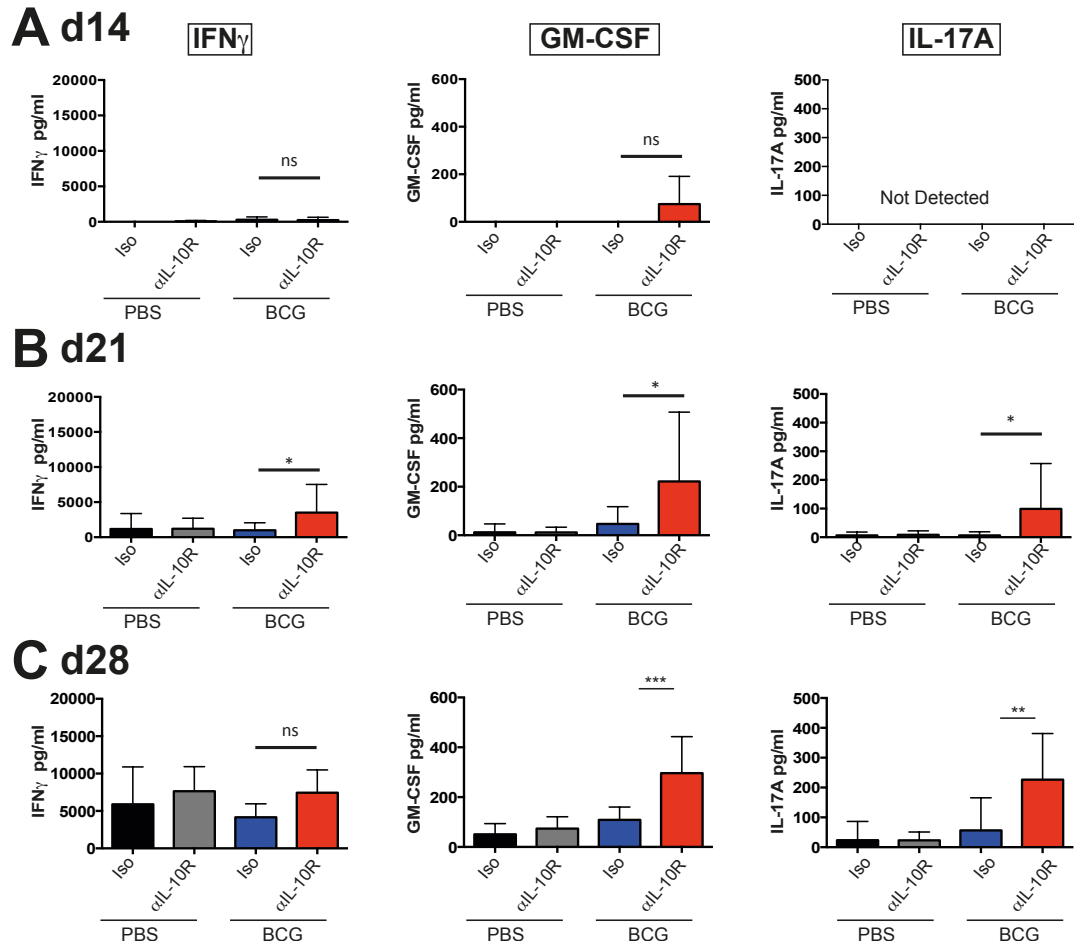 A d14
IFNγ
GM-CSF
IL-17A
IFNγ pg/ml
20000
15000
10000
5000
0
ns
Iso
αIL-10R
Iso
αIL-10R
PBS
BCG
GM-CSF pg/ml
600
400
200
0
ns
Iso
αIL-10R
Iso
αIL-10R
PBS
BCG
IL-17A pg/ml
500
400
300
200
100
0
Not Detected
Iso
αIL-10R
Iso
αIL-10R
PBS
BCG
B d21
IFNγ pg/ml
20000
15000
10000
5000
0
*
Iso
αIL-10R
Iso
αIL-10R
PBS
BCG
GM-CSF pg/ml
600
400
200
0
*
Iso
αIL-10R
Iso
αIL-10R
PBS
BCG
IL-17A pg/ml
500
400
300
200
100
0
*
Iso
αIL-10R
Iso
αIL-10R
PBS
BCG
C d28
IFNγ pg/ml
20000
15000
10000
5000
0
ns
Iso
αIL-10R
Iso
αIL-10R
PBS
BCG
GM-CSF pg/ml
600
400
200
0
***
Iso
αIL-10R
Iso
αIL-10R
PBS
BCG
IL-17A pg/ml
500
400
300
200
100
0
**
Iso
αIL-10R
Iso
αIL-10R
PBS
BCG